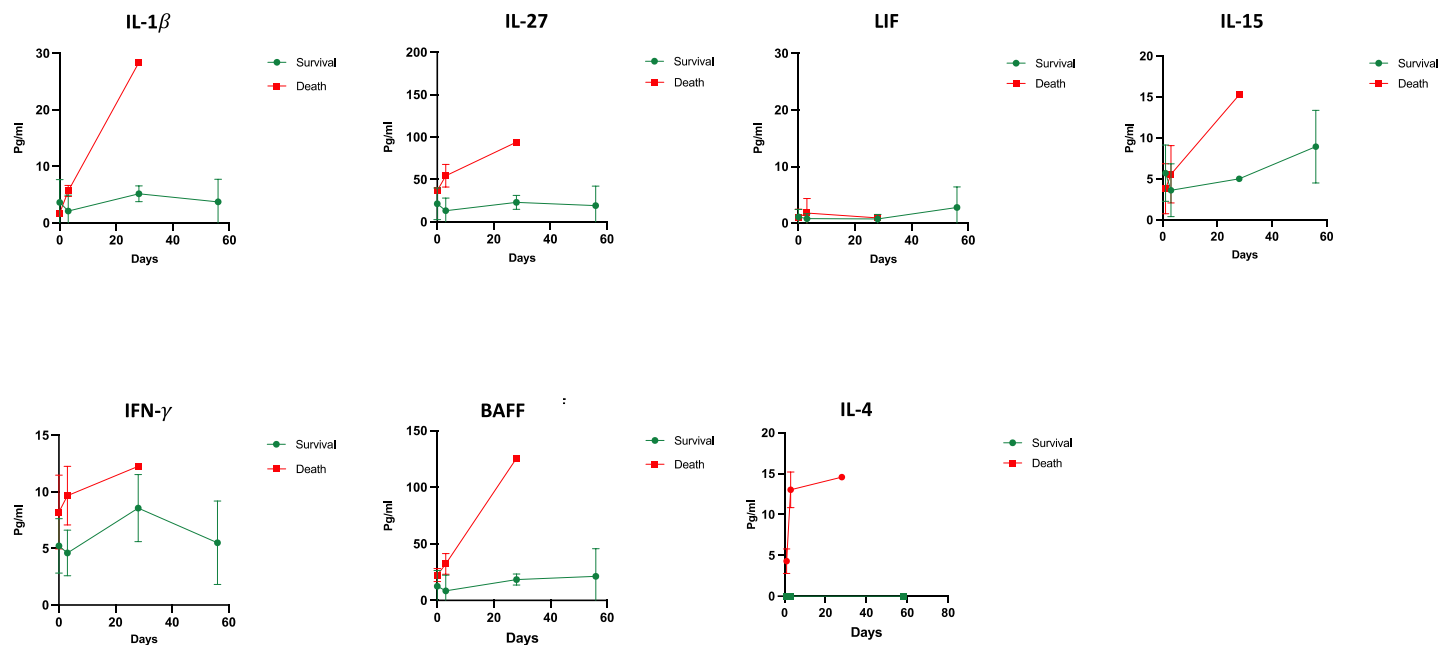 IL-1β
30
20
10
0
Pg/ml
0 20 40 60
Days
Survival
Death
IL-27
200
150
100
50
0
Pg/ml
0 20 40 60
Days
Survival
Death
LIF
30
20
10
0
Pg/ml
0 20 40 60
Days
Survival
Death
IL-15
20
15
10
5
0
Pg/ml
0 20 40 60
Days
Survival
Death
IFN-γ
15
10
5
0
Pg/ml
0 20 40 60
Days
Survival
Death
BAFF
150
100
50
0
Pg/ml
0 20 40 60
Days
Survival
Death
IL-4
20
15
10
5
0
Pg/ml
0 20 40 60 80
Days
Survival
Death